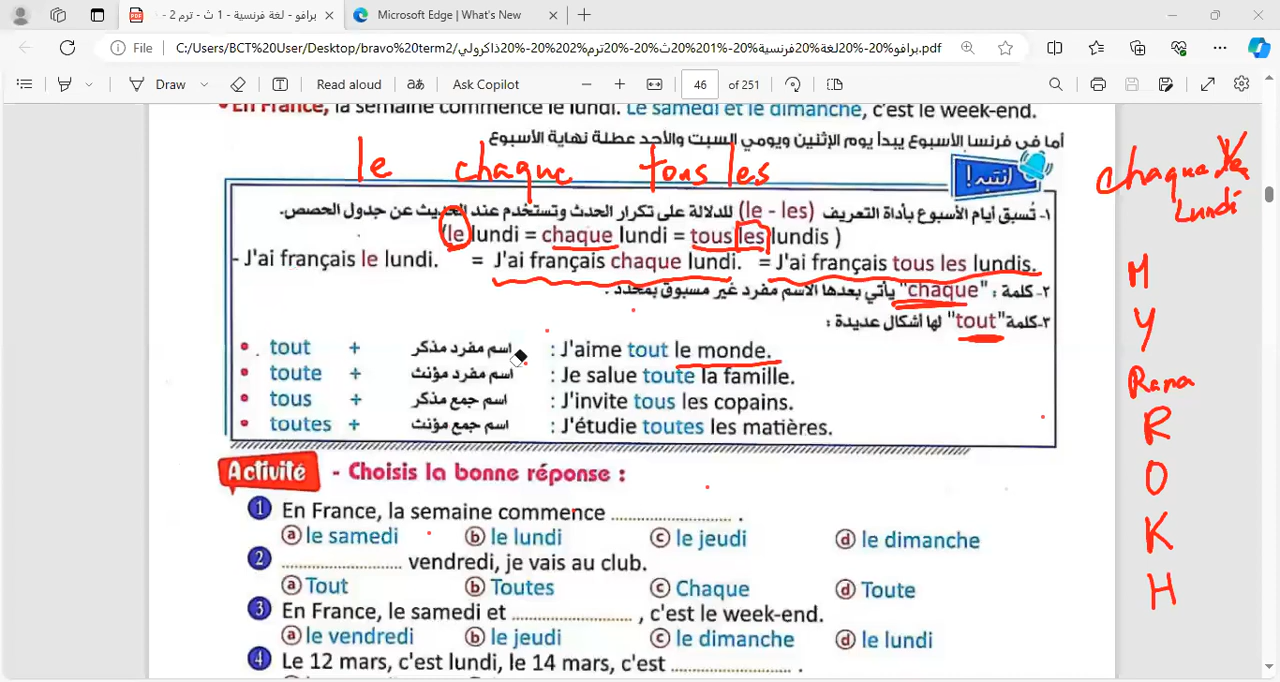 برافو - لغة فرنسية - 1 ث - ترم 2 -
Microsoft Edge | What's New
File
C:/Users/BCT%20User/Desktop/bravo%20term2/برافو%20-%20لغة%20فرنسية%20-%201%20ث%20-%20ترم%202%20-%20ذاكرولي.pdf
Draw
Read aloud
Ask Copilot
46
of 251
En France, la semaine commence le lundi. Le samedi et le dimanche, c'est le week-end.
أما في فرنسا الأسبوع يبدأ يوم الإثنين ويومي السبت والأحد عطلة نهاية الأسبوع
le chaque tous les
انتبه!
١- تُسبق أيام الأسبوع بأداة التعريف (le - les) للدلالة على تكرار الحدث وتستخدم عند الحديث عن جدول الحصص.
(le lundi = chaque lundi = tous les lundis )
- J'ai français le lundi. = J'ai français chaque lundi. = J'ai français tous les lundis.
٢- كلمة : "chaque" يأتي بعدها الاسم مفرد غير مسبوق بمحدد .
٣-كلمة "tout" لها أشكال عديدة :
• tout + اسم مفرد مذكر : J'aime tout le monde.
• toute + اسم مفرد مؤنث : Je salue toute la famille.
• tous + اسم جمع مذكر : J'invite tous les copains.
• toutes + اسم جمع مؤنث : J'étudie toutes les matières.
Activité - Choisis la bonne réponse :
1 En France, la semaine commence ..................... .
a le samedi b le lundi c le jeudi d le dimanche
2 ..................... vendredi, je vais au club.
a Tout b Toutes c Chaque d Toute
3 En France, le samedi et ..................... , c'est le week-end.
a le vendredi b le jeudi c le dimanche d le lundi
4 Le 12 mars, c'est lundi, le 14 mars, c'est ..................... .
chaque le
Lundi
M
Y
Rana
R
O
K
H